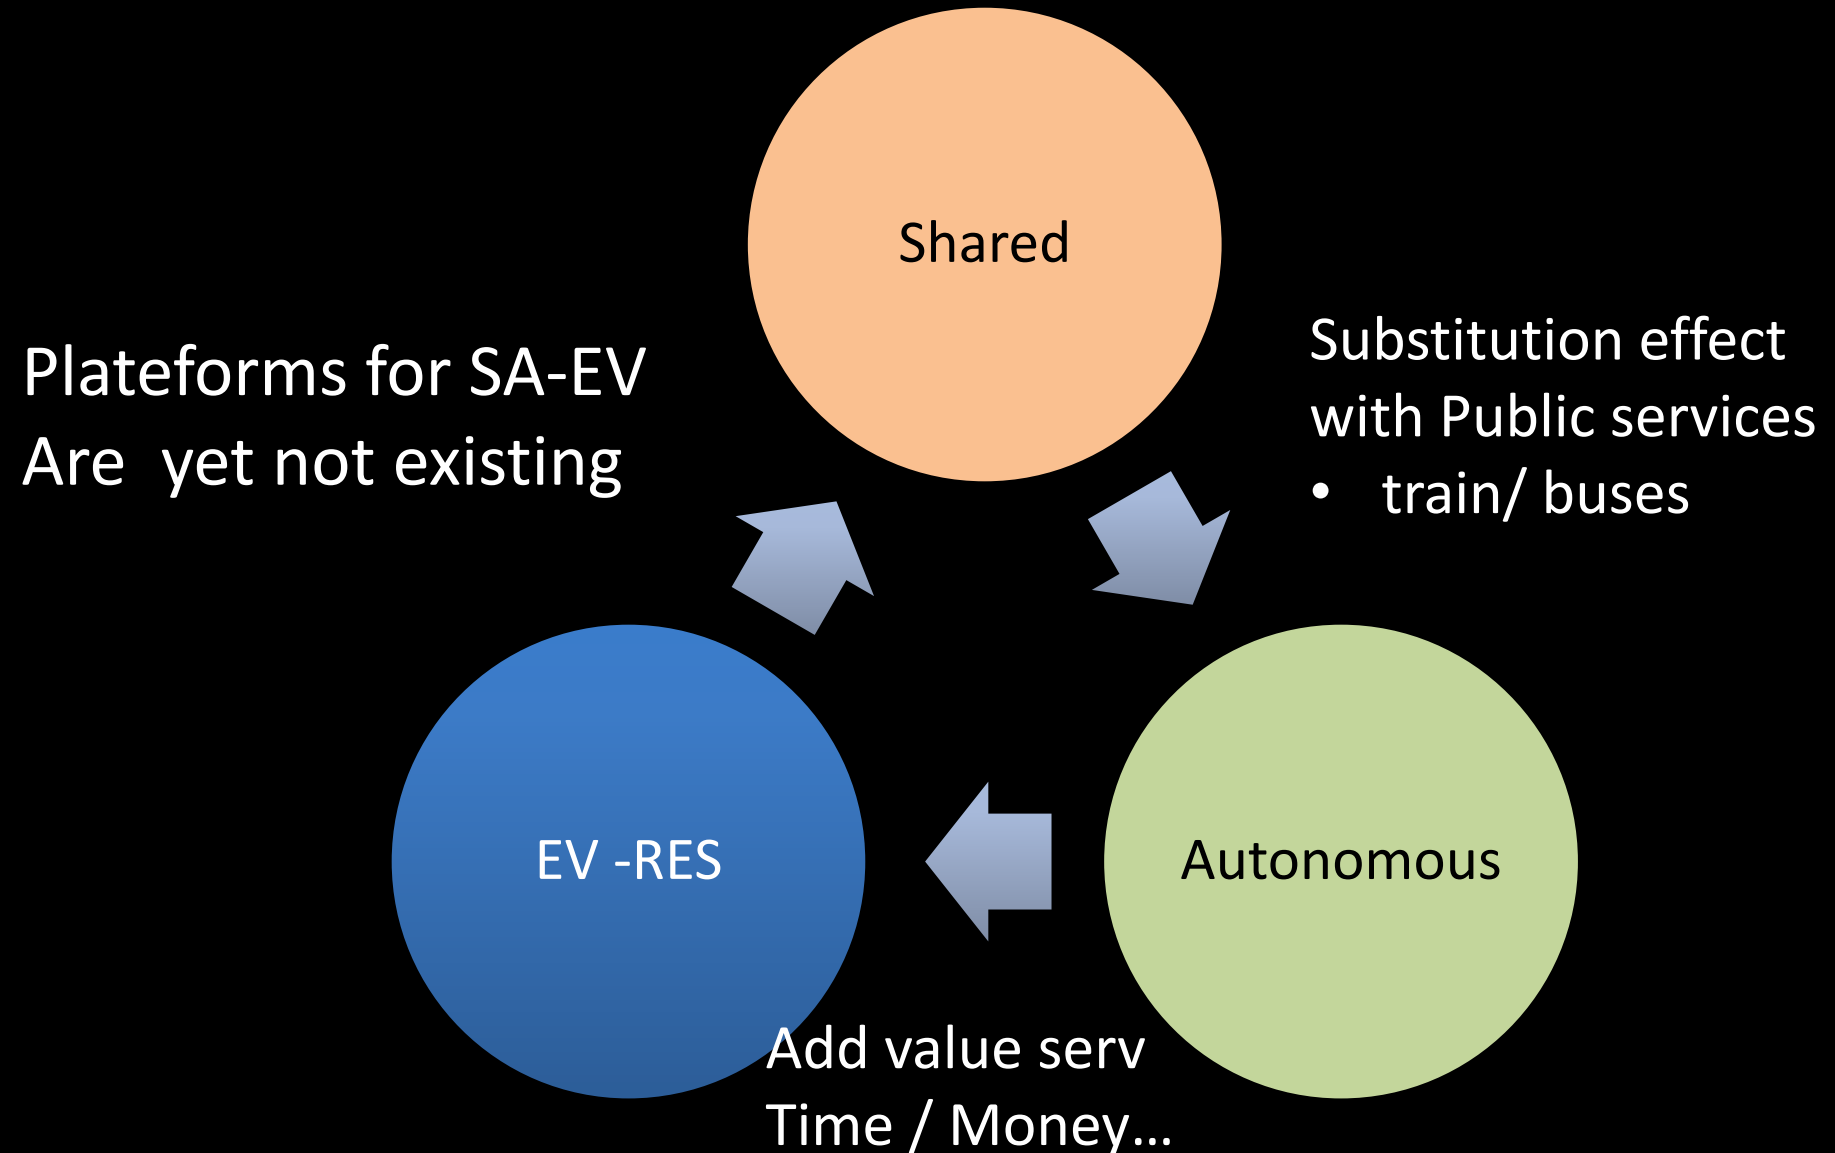 Shared
Plateforms for SA-EV
Are  yet not existing
Substitution effect
with Public services
• train/ buses
EV -RES
Autonomous
Add value serv
Time / Money...